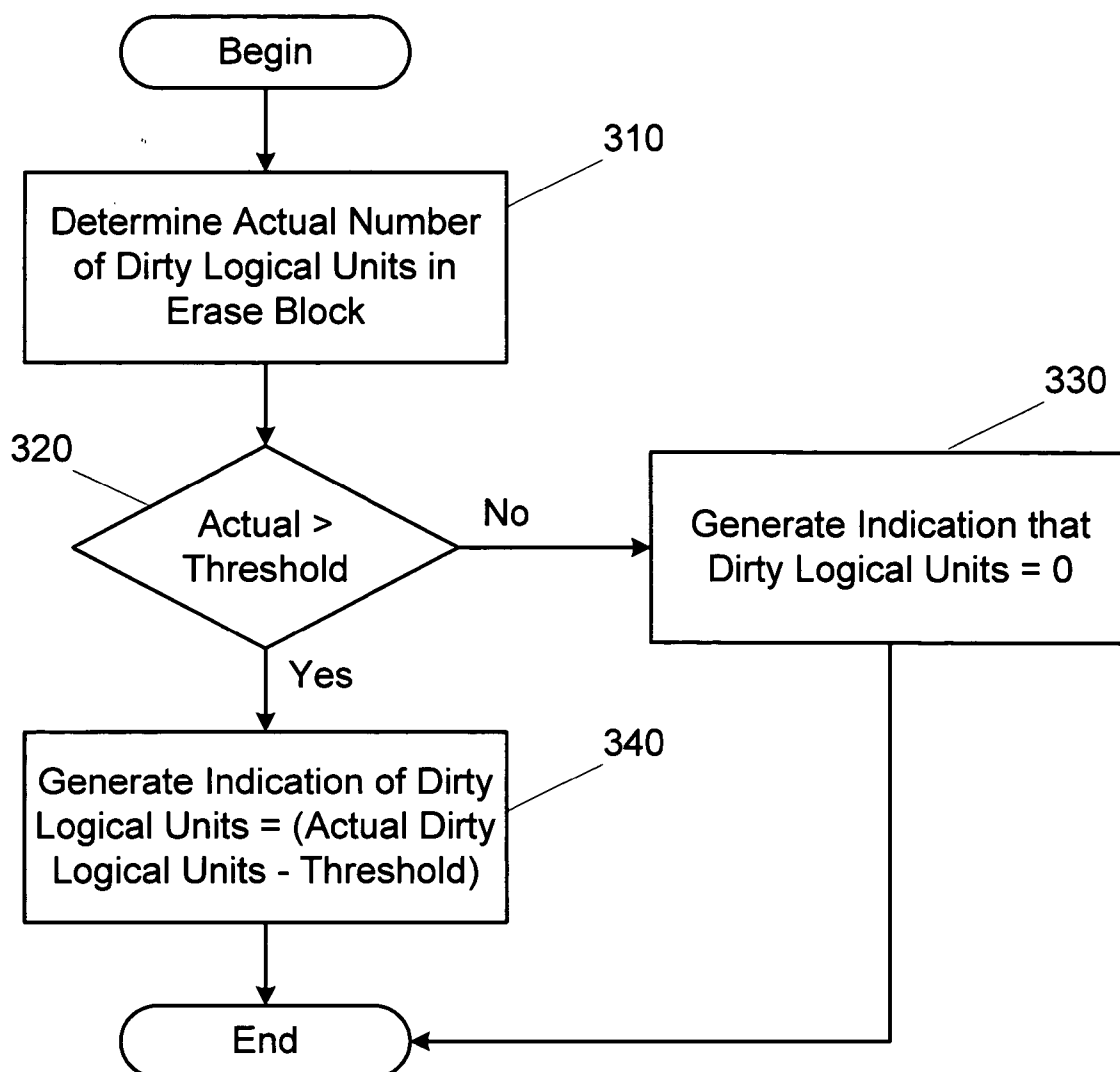 Begin
310
Determine Actual Number
of Dirty Logical Units in
Erase Block
330
320
Actual >
Threshold
No
Generate Indication that
Dirty Logical Units = 0
Yes
340
Generate Indication of Dirty
Logical Units = (Actual Dirty
Logical Units - Threshold)
End